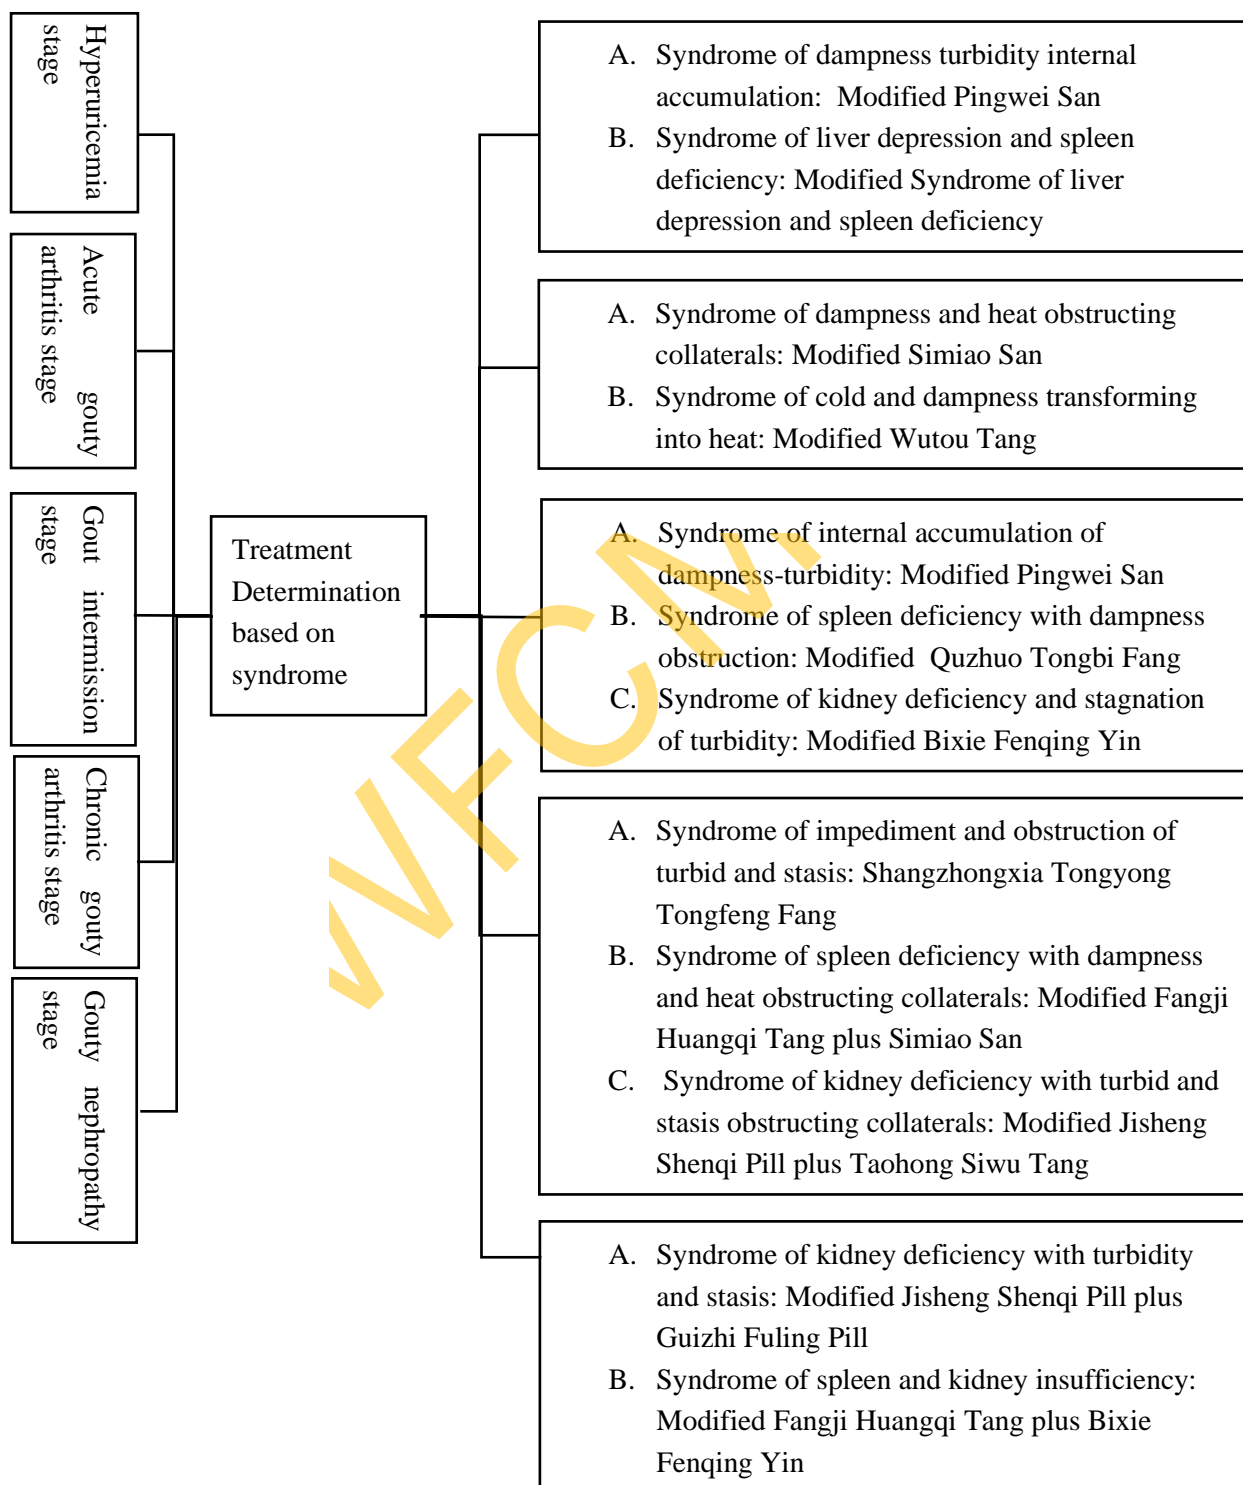 Hyperuricemia
stage
Acute gouty
arthritis stage
Gout intermission
stage
Chronic gouty
arthritis stage
Gouty nephropathy
stage
Treatment
Determination
based on
syndrome
A. Syndrome of dampness turbidity internal
accumulation: Modified Pingwei San
B. Syndrome of liver depression and spleen
deficiency: Modified Syndrome of liver
depression and spleen deficiency
A. Syndrome of dampness and heat obstructing
collaterals: Modified Simiao San
B. Syndrome of cold and dampness transforming
into heat: Modified Wutou Tang
A. Syndrome of internal accumulation of
dampness-turbidity: Modified Pingwei San
B. Syndrome of spleen deficiency with dampness
obstruction: Modified Quzhuo Tongbi Fang
C. Syndrome of kidney deficiency and stagnation
of turbidity: Modified Bixie Fenqing Yin
A. Syndrome of impediment and obstruction of
turbid and stasis: Shangzhongxia Tongyong
Tongfeng Fang
B. Syndrome of spleen deficiency with dampness
and heat obstructing collaterals: Modified Fangji
Huangqi Tang plus Simiao San
C. Syndrome of kidney deficiency with turbid and
stasis obstructing collaterals: Modified Jisheng
Shenqi Pill plus Taohong Siwu Tang
A. Syndrome of kidney deficiency with turbidity
and stasis: Modified Jisheng Shenqi Pill plus
Guizhi Fuling Pill
B. Syndrome of spleen and kidney insufficiency:
Modified Fangji Huangqi Tang plus Bixie
Fenqing Yin